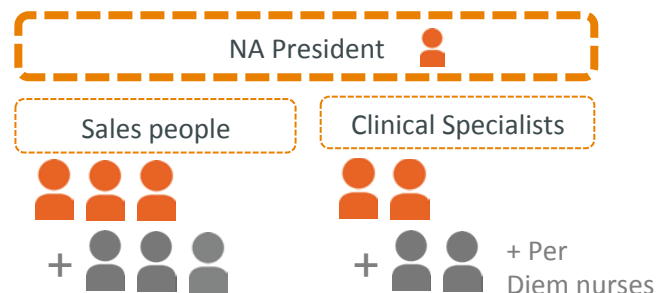 NA President
Sales people
Clinical Specialists
+
+
+ Per
Diem nurses